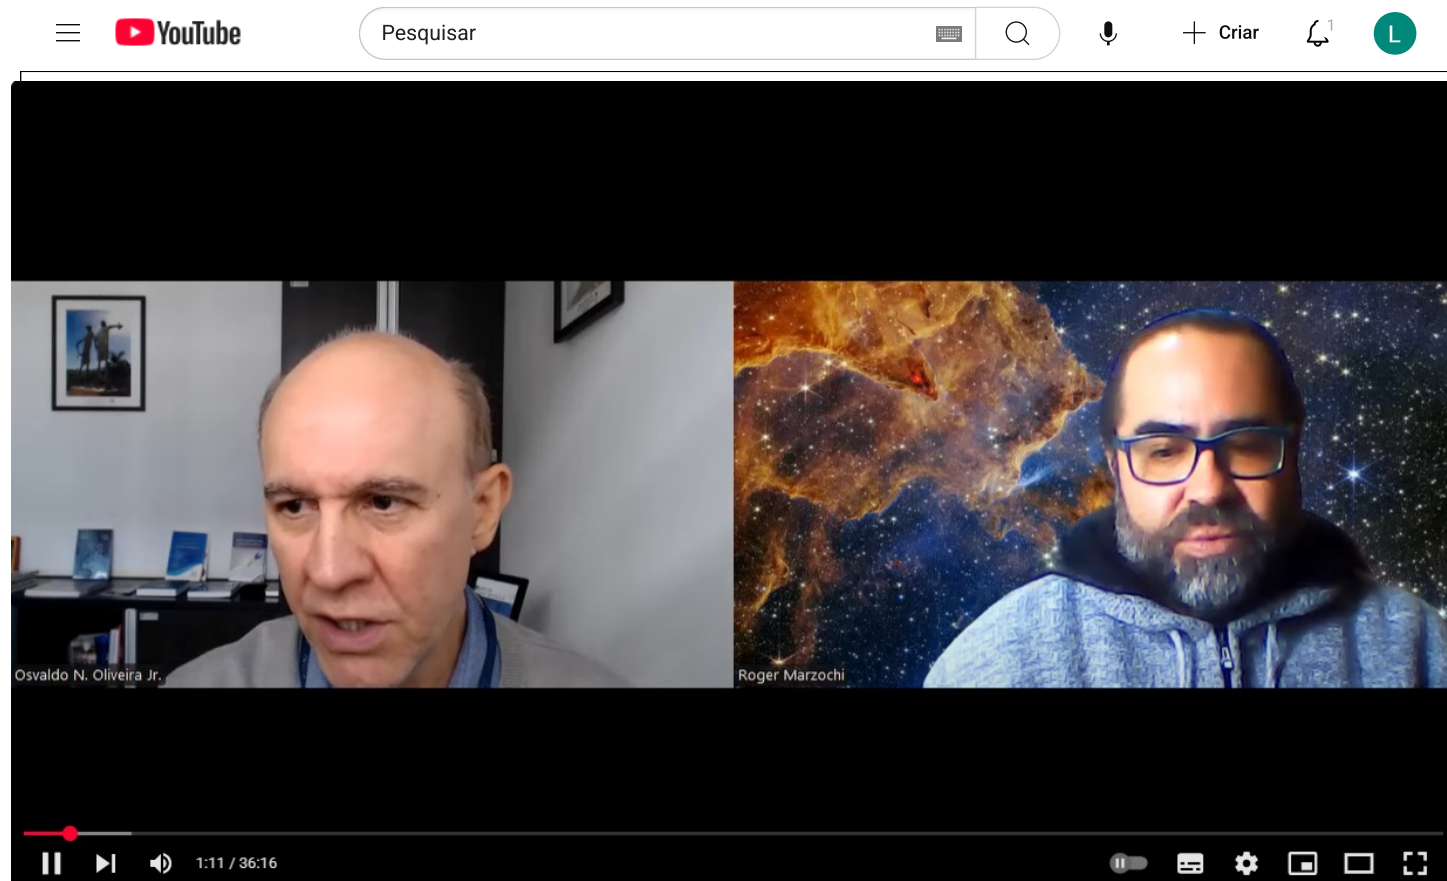 YouTube
Pesquisar
Criar
1
L
Osvaldo N. Oliveira Jr.
Roger Marzochi
1:11 / 36:16